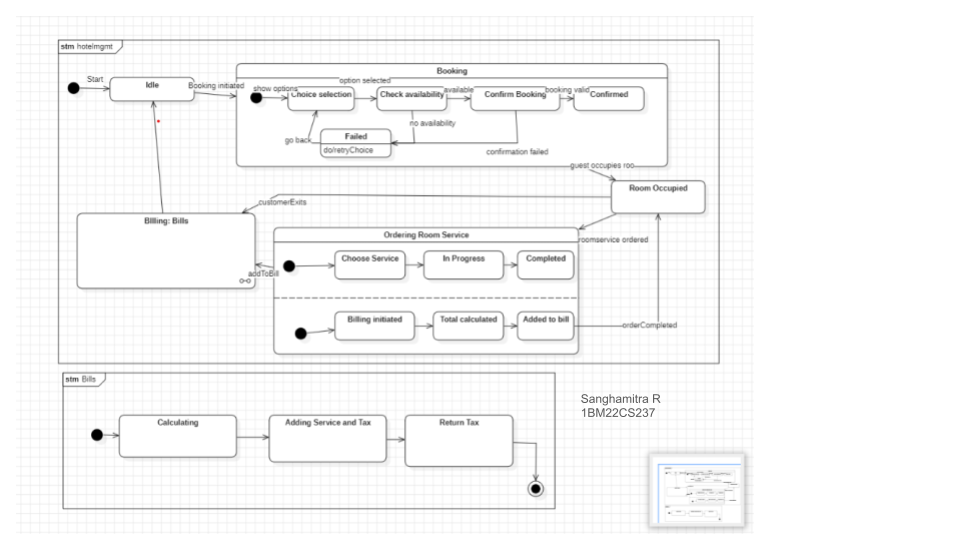 stm hotelmgmt
Start
Idle
Booking initiated
Booking
show options
option selected
Choice selection
Check availability
available
Confirm Booking
booking valid
Confirmed
no availability
go back
Failed
do/retryChoice
confirmation failed
guest occupies roo
Room Occupied
customerExits
BIlling: Bills
Ordering Room Service
roomservice ordered
Choose Service
In Progress
Completed
addToBill
Billing initiated
Total calculated
Added to bill
orderCompleted
stm Bills
Calculating
Adding Service and Tax
Return Tax
Sanghamitra R
1BM22CS237